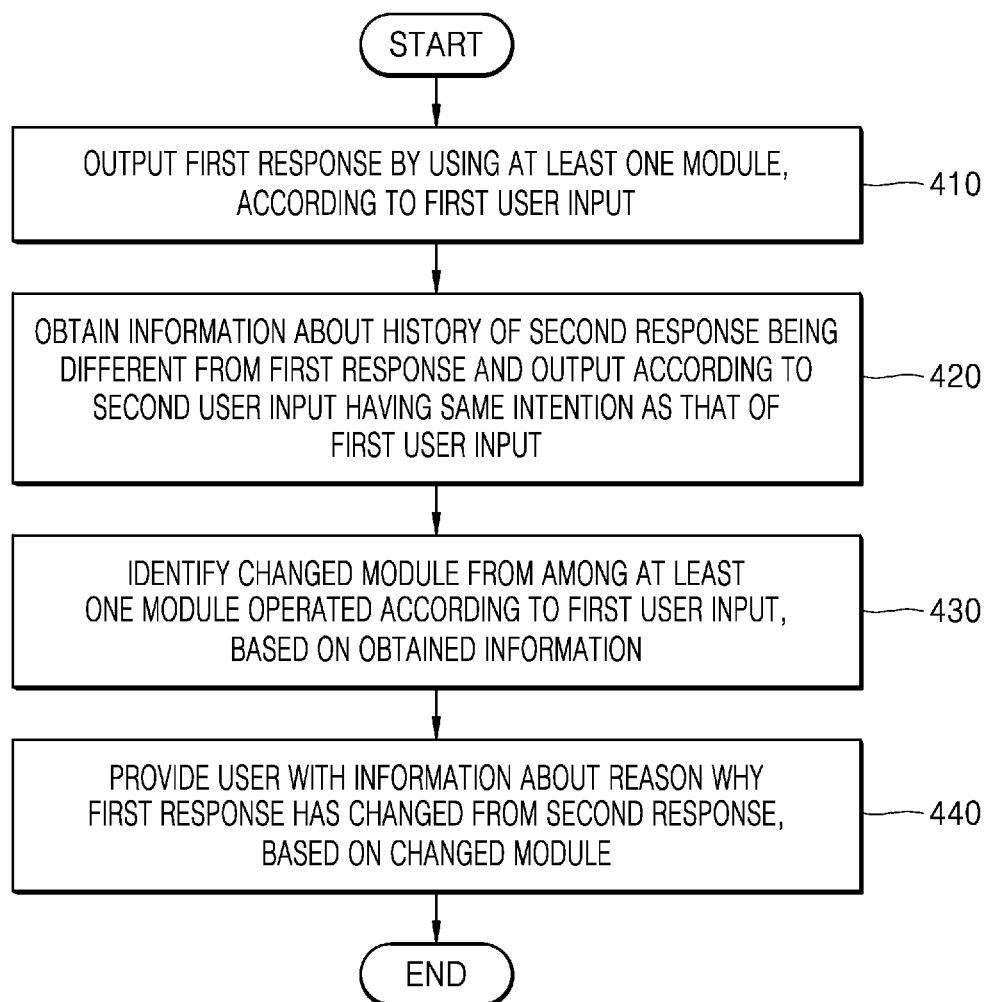 START
OUTPUT FIRST RESPONSE BY USING AT LEAST ONE MODULE,
ACCORDING TO FIRST USER INPUT
410
OBTAIN INFORMATION ABOUT HISTORY OF SECOND RESPONSE BEING
DIFFERENT FROM FIRST RESPONSE AND OUTPUT ACCORDING TO
SECOND USER INPUT HAVING SAME INTENTION AS THAT OF
FIRST USER INPUT
420
IDENTIFY CHANGED MODULE FROM AMONG AT LEAST
ONE MODULE OPERATED ACCORDING TO FIRST USER INPUT,
BASED ON OBTAINED INFORMATION
430
PROVIDE USER WITH INFORMATION ABOUT REASON WHY
FIRST RESPONSE HAS CHANGED FROM SECOND RESPONSE,
BASED ON CHANGED MODULE
440
END